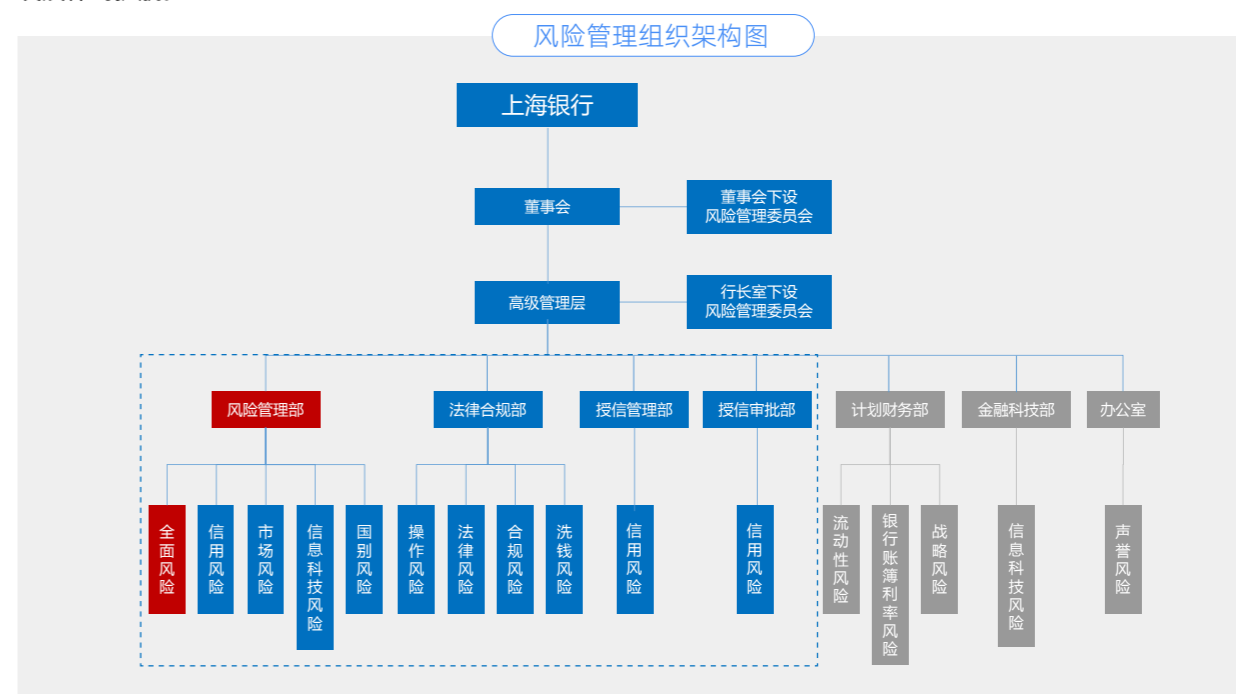 风险管理组织架构图
上海银行
董事会
董事会下设
风险管理委员会
高级管理层
行长室下设
风险管理委员会
风险管理部
法律合规部
授信管理部
授信审批部
计划财务部
金融科技部
办公室
全面风险
信用风险
市场风险
信息科技风险
国别风险
操作风险
法律风险
合规风险
洗钱风险
信用风险
信用风险
流动性风险
银行账簿利率风险
战略风险
信息科技风险
声誉风险